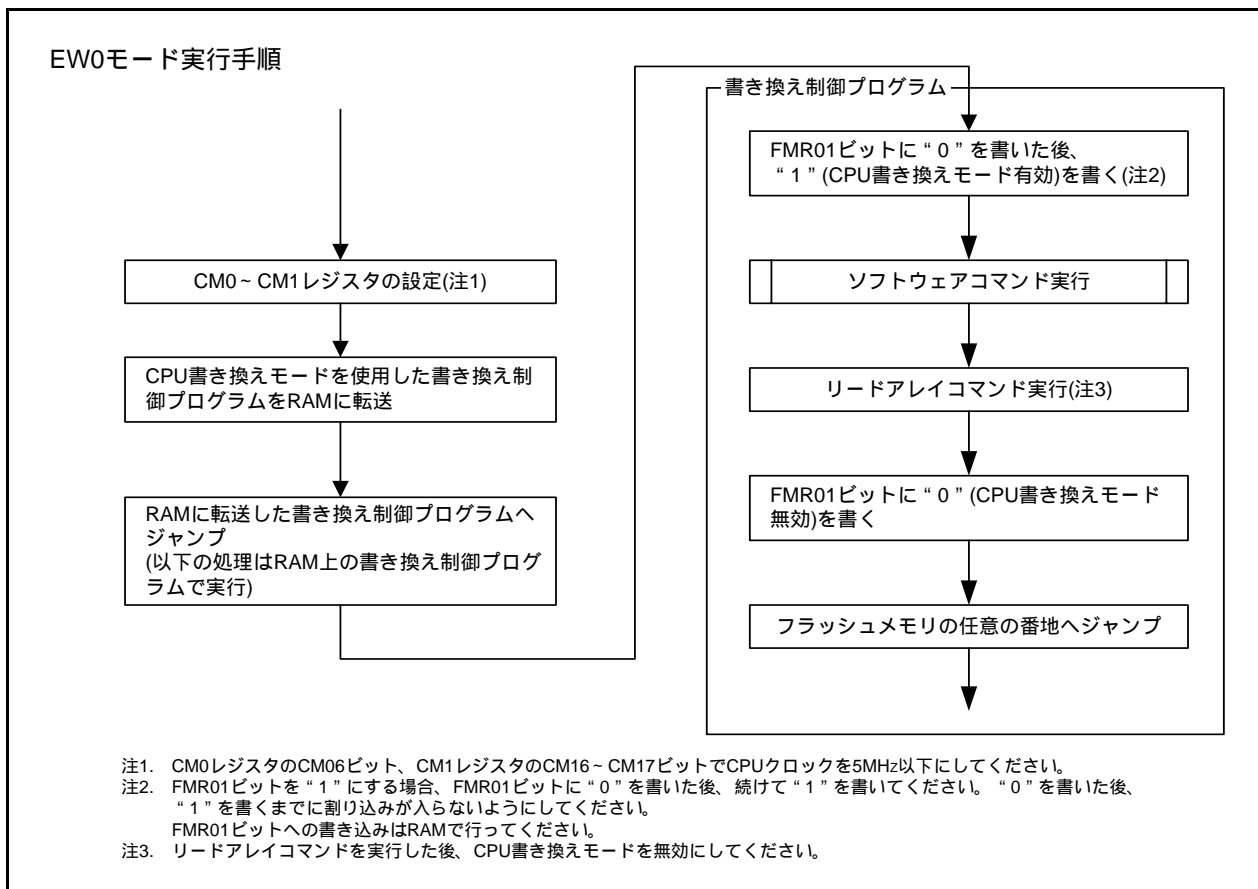 EW0モード実行手順
CM0~CM1レジスタの設定(注1)
CPU書き換えモードを使用した書き換え制
御プログラムをRAMに転送
RAMに転送した書き換え制御プログラムへ
ジャンプ
(以下の処理はRAM上の書き換え制御プログ
ラムで実行)
書き換え制御プログラム
FMR01ビットに“0”を書いた後、
“1”(CPU書き換えモード有効)を書く(注2)
ソフトウェアコマンド実行
リードアレイコマンド実行(注3)
FMR01ビットに“0”(CPU書き換えモード
無効)を書く
フラッシュメモリの任意の番地へジャンプ
注1. CM0レジスタのCM06ビット、CM1レジスタのCM16~CM17ビットでCPUクロックを5MHz以下にしてください。
注2. FMR01ビットを“1”にする場合、FMR01ビットに“0”を書いた後、続けて“1”を書いてください。“0”を書いた後、
“1”を書くまでに割り込みが入らないようにしてください。
FMR01ビットへの書き込みはRAMで行ってください。
注3. リードアレイコマンドを実行した後、CPU書き換えモードを無効にしてください。